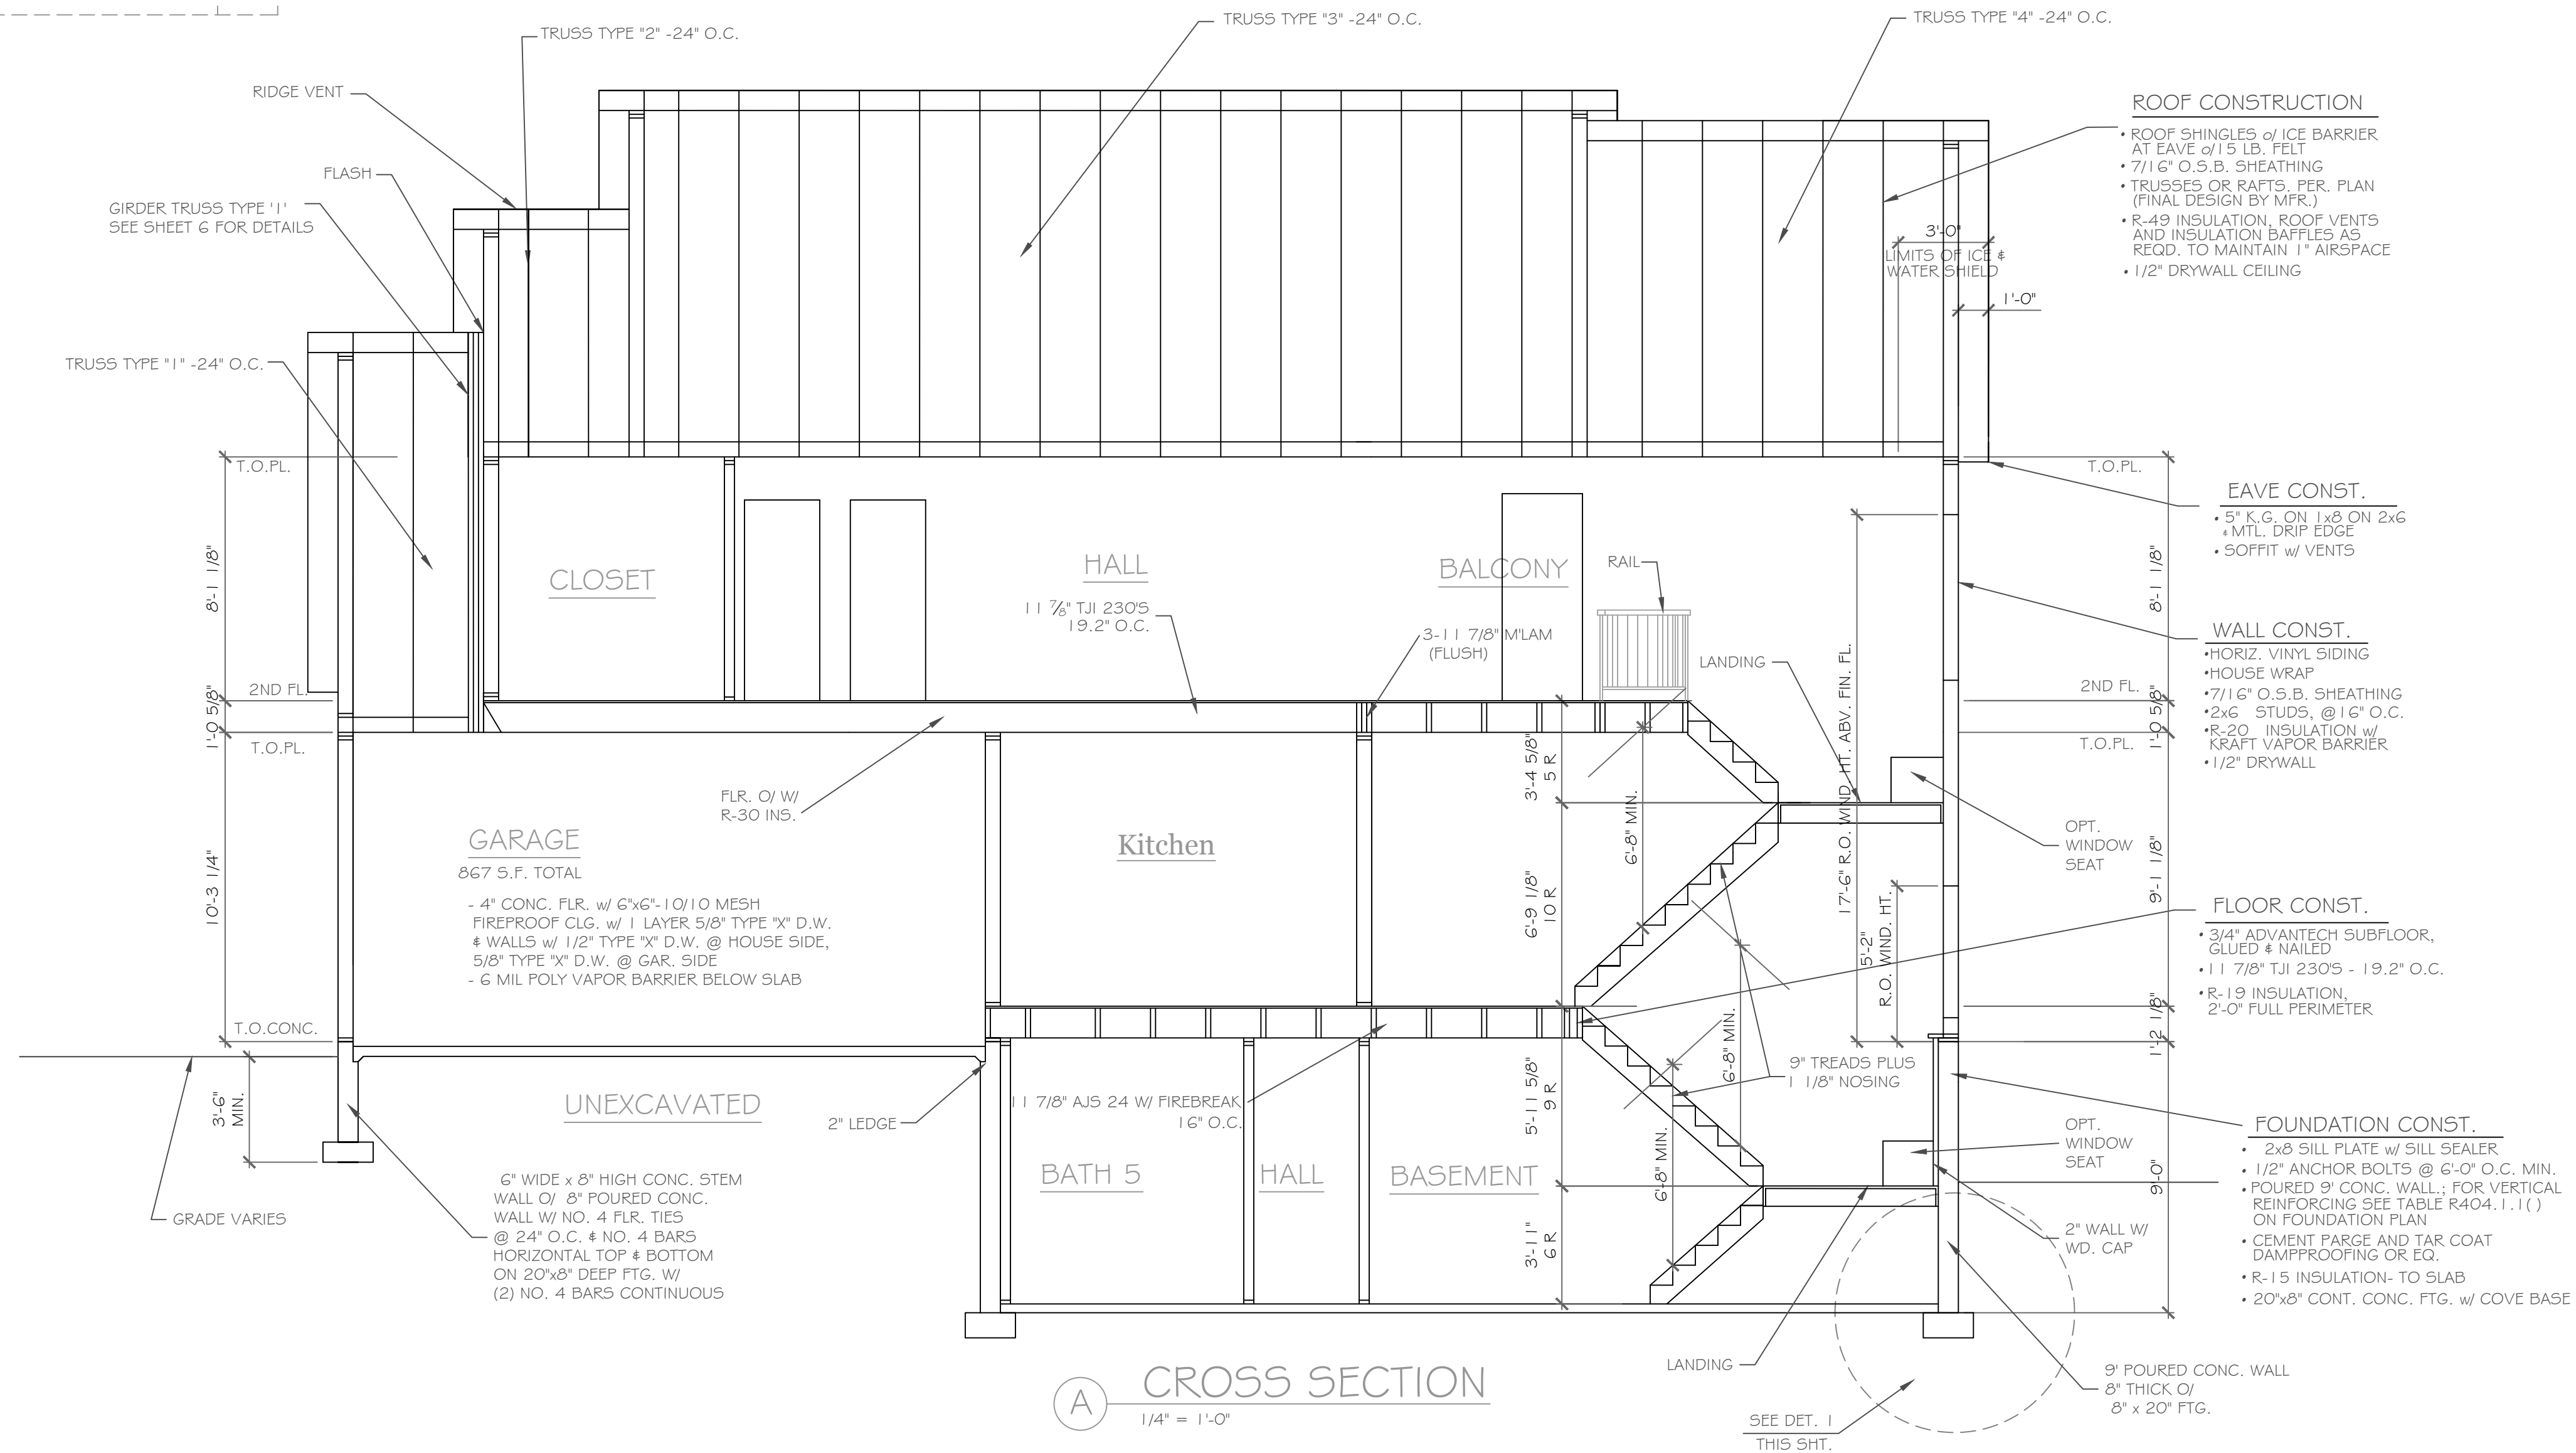 TRUSS TYPE "2" -24" O.C.
TRUSS TYPE "3" -24" O.C.
TRUSS TYPE "4" -24" O.C.
RIDGE VENT
FLASH
GIRDER TRUSS TYPE '1'
SEE SHEET 6 FOR DETAILS
TRUSS TYPE "1" -24" O.C.
ROOF CONSTRUCTION
• ROOF SHINGLES o/ ICE BARRIER
AT EAVE o/15 LB. FELT
• 7/16" O.S.B. SHEATHING
• TRUSSES OR RAFTS. PER. PLAN
(FINAL DESIGN BY MFR.)
• R-49 INSULATION, ROOF VENTS
AND INSULATION BAFFLES AS
REQD. TO MAINTAIN 1" AIRSPACE
• 1/2" DRYWALL CEILING
3'-0"
LIMITS OF ICE &
WATER SHIELD
1'-0"
T.O.PL.
T.O.PL.
EAVE CONST.
• 5" K.G. ON 1x8 ON 2x6
& MTL. DRIP EDGE
• SOFFIT w/ VENTS
8'-1 1/8"
CLOSET
HALL
11 7/8" TJI 230'S
19.2" O.C.
BALCONY
RAIL
3-11 7/8" M'LAM
(FLUSH)
LANDING
8'-1 1/8"
WALL CONST.
•HORIZ. VINYL SIDING
•HOUSE WRAP
•7/16" O.S.B. SHEATHING
•2x6 STUDS, @16" O.C.
•R-20 INSULATION w/
KRAFT VAPOR BARRIER
•1/2" DRYWALL
2ND FL.
2ND FL.
1'-0 5/8"
1'-0 5/8"
T.O.PL.
T.O.PL.
17'-6" R.O. WIND. HT. ABV. FIN. FL.
3'-4 5/8"
5 R
6'-8" MIN.
FLR. O/ W/
R-30 INS.
GARAGE
867 S.F. TOTAL
- 4" CONC. FLR. w/ 6"x6"-10/10 MESH
FIREPROOF CLG. w/ 1 LAYER 5/8" TYPE "X" D.W.
& WALLS w/ 1/2" TYPE "X" D.W. @ HOUSE SIDE,
5/8" TYPE "X" D.W. @ GAR. SIDE
- 6 MIL POLY VAPOR BARRIER BELOW SLAB
10'-3 1/4"
Kitchen
6'-9 1/8"
10 R
5'-2"
R.O. WIND. HT.
OPT.
WINDOW
SEAT
9'-1 1/8"
FLOOR CONST.
• 3/4" ADVANTECH SUBFLOOR,
GLUED & NAILED
• 11 7/8" TJI 230'S - 19.2" O.C.
• R-19 INSULATION,
2'-0" FULL PERIMETER
T.O.CONC.
1'-2 1/8"
3'-6"
MIN.
UNEXCAVATED
2" LEDGE
11 7/8" AJS 24 W/ FIREBREAK
16" O.C.
5'-11 5/8"
9 R
6'-8" MIN.
6'-8" MIN.
9" TREADS PLUS
1 1/8" NOSING
GRADE VARIES
6" WIDE x 8" HIGH CONC. STEM
WALL O/ 8" POURED CONC.
WALL W/ NO. 4 FLR. TIES
@ 24" O.C. & NO. 4 BARS
HORIZONTAL TOP & BOTTOM
ON 20"x8" DEEP FTG. W/
(2) NO. 4 BARS CONTINUOUS
BATH 5
HALL
BASEMENT
3'-11"
6 R
OPT.
WINDOW
SEAT
9'-0"
2" WALL W/
WD. CAP
FOUNDATION CONST.
• 2x8 SILL PLATE w/ SILL SEALER
• 1/2" ANCHOR BOLTS @ 6'-0" O.C. MIN.
• POURED 9' CONC. WALL.; FOR VERTICAL
REINFORCING SEE TABLE R404.1.1( )
ON FOUNDATION PLAN
• CEMENT PARGE AND TAR COAT
DAMPPROOFING OR EQ.
• R-15 INSULATION- TO SLAB
• 20"x8" CONT. CONC. FTG. w/ COVE BASE
LANDING
9' POURED CONC. WALL
8" THICK O/
8" x 20" FTG.
SEE DET. 1
THIS SHT.
A
CROSS SECTION
1/4" = 1'-0"